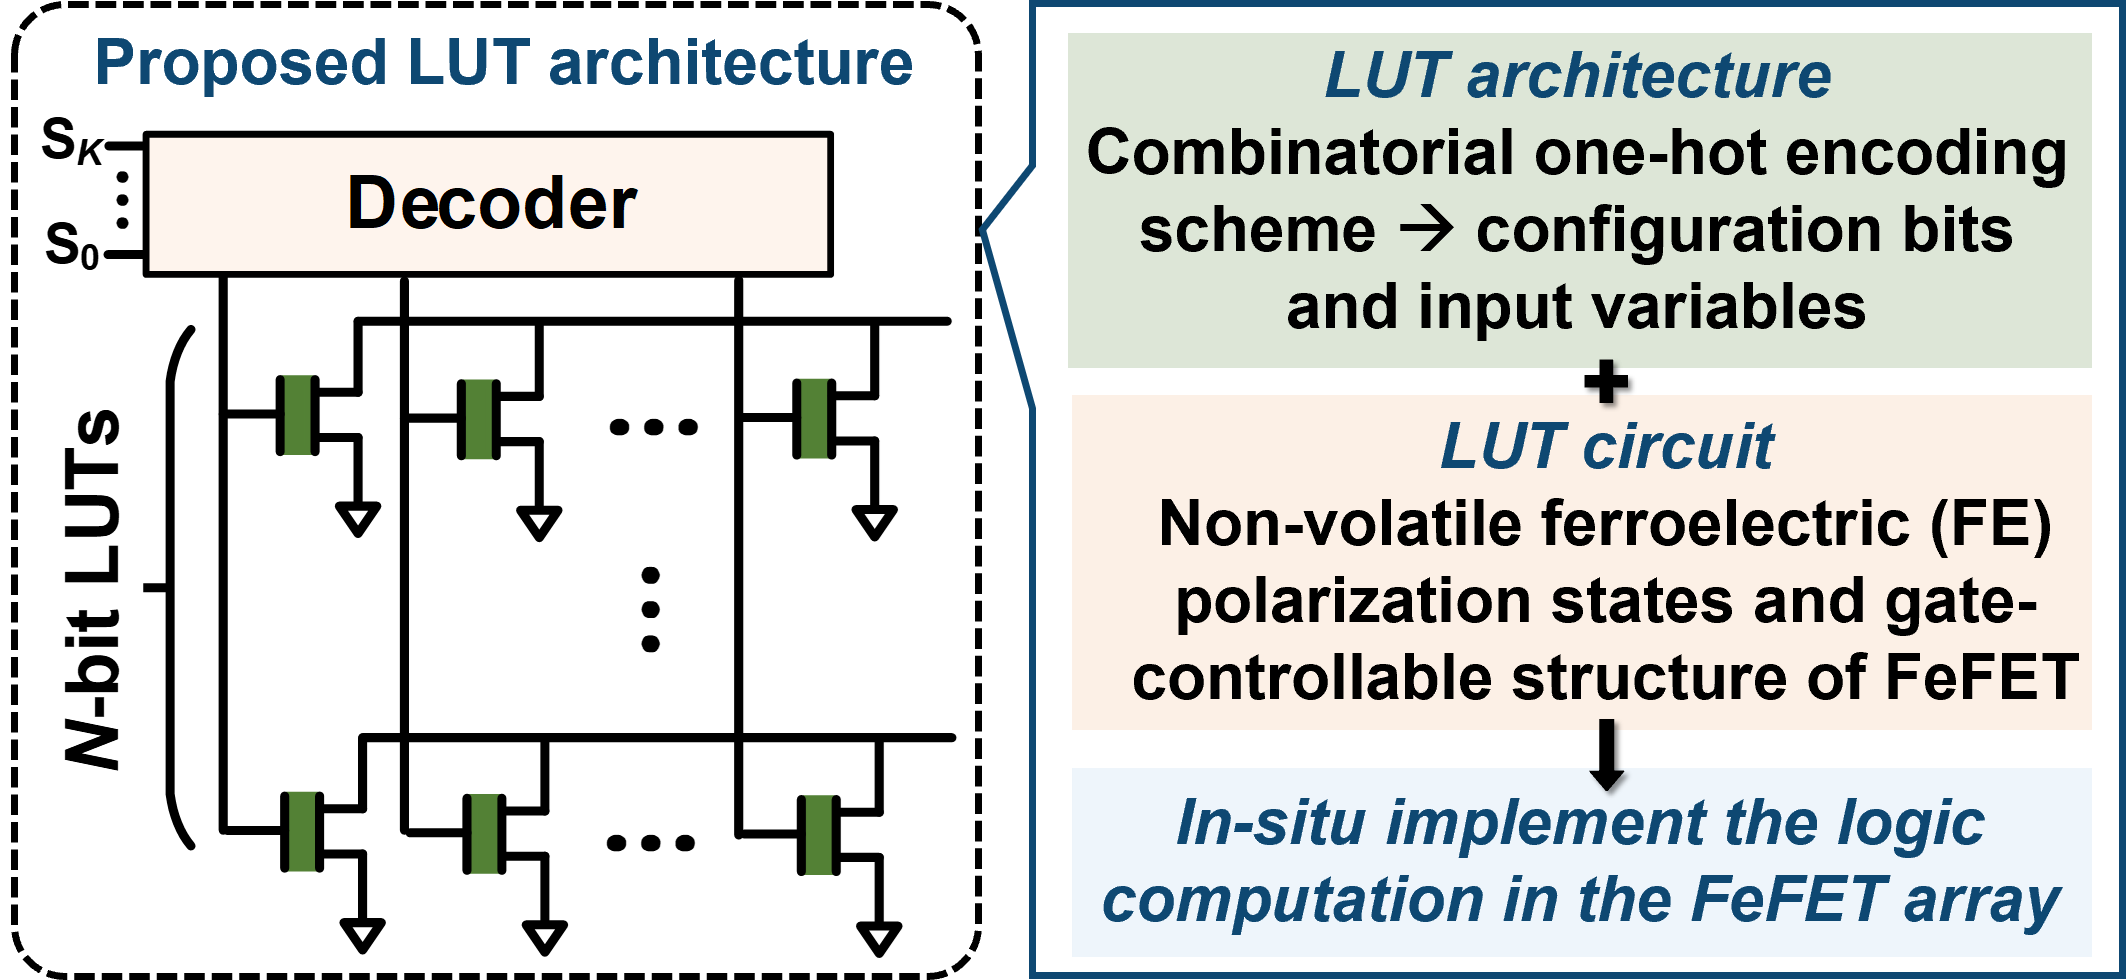 Proposed LUT architecture
S_K
S_0
Decoder
N-bit LUTs
LUT architecture
Combinatorial one-hot encoding
scheme → configuration bits
and input variables
+
LUT circuit
Non-volatile ferroelectric (FE)
polarization states and gate-
controllable structure of FeFET
In-situ implement the logic
computation in the FeFET array